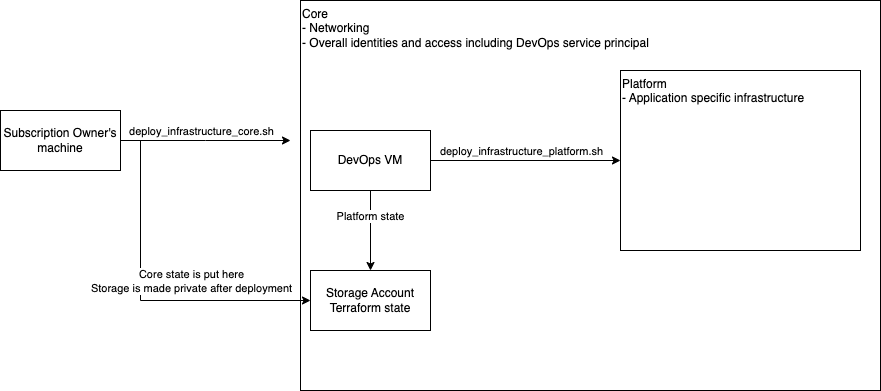 Core
- Networking
- Overall identities and access including DevOps service principal
Platform
- Application specific infrastructure
Subscription Owner's
machine
deploy_infrastructure_core.sh
DevOps VM
deploy_infrastructure_platform.sh
Platform state
Core state is put here
Storage is made private after deployment
Storage Account
Terraform state